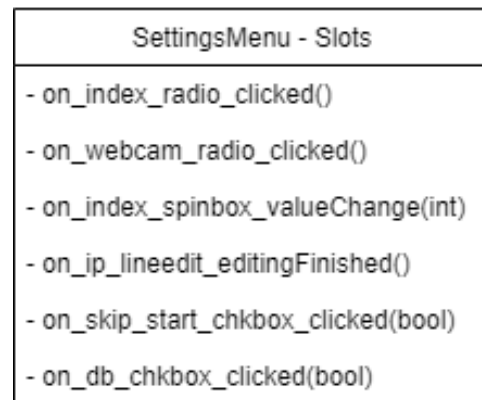 SettingsMenu - Slots
- on_index_radio_clicked()
- on_webcam_radio_clicked()
- on_index_spinbox_valueChange(int)
- on_ip_lineedit_editingFinished()
- on_skip_start_chkbox_clicked(bool)
- on_db_chkbox_clicked(bool)